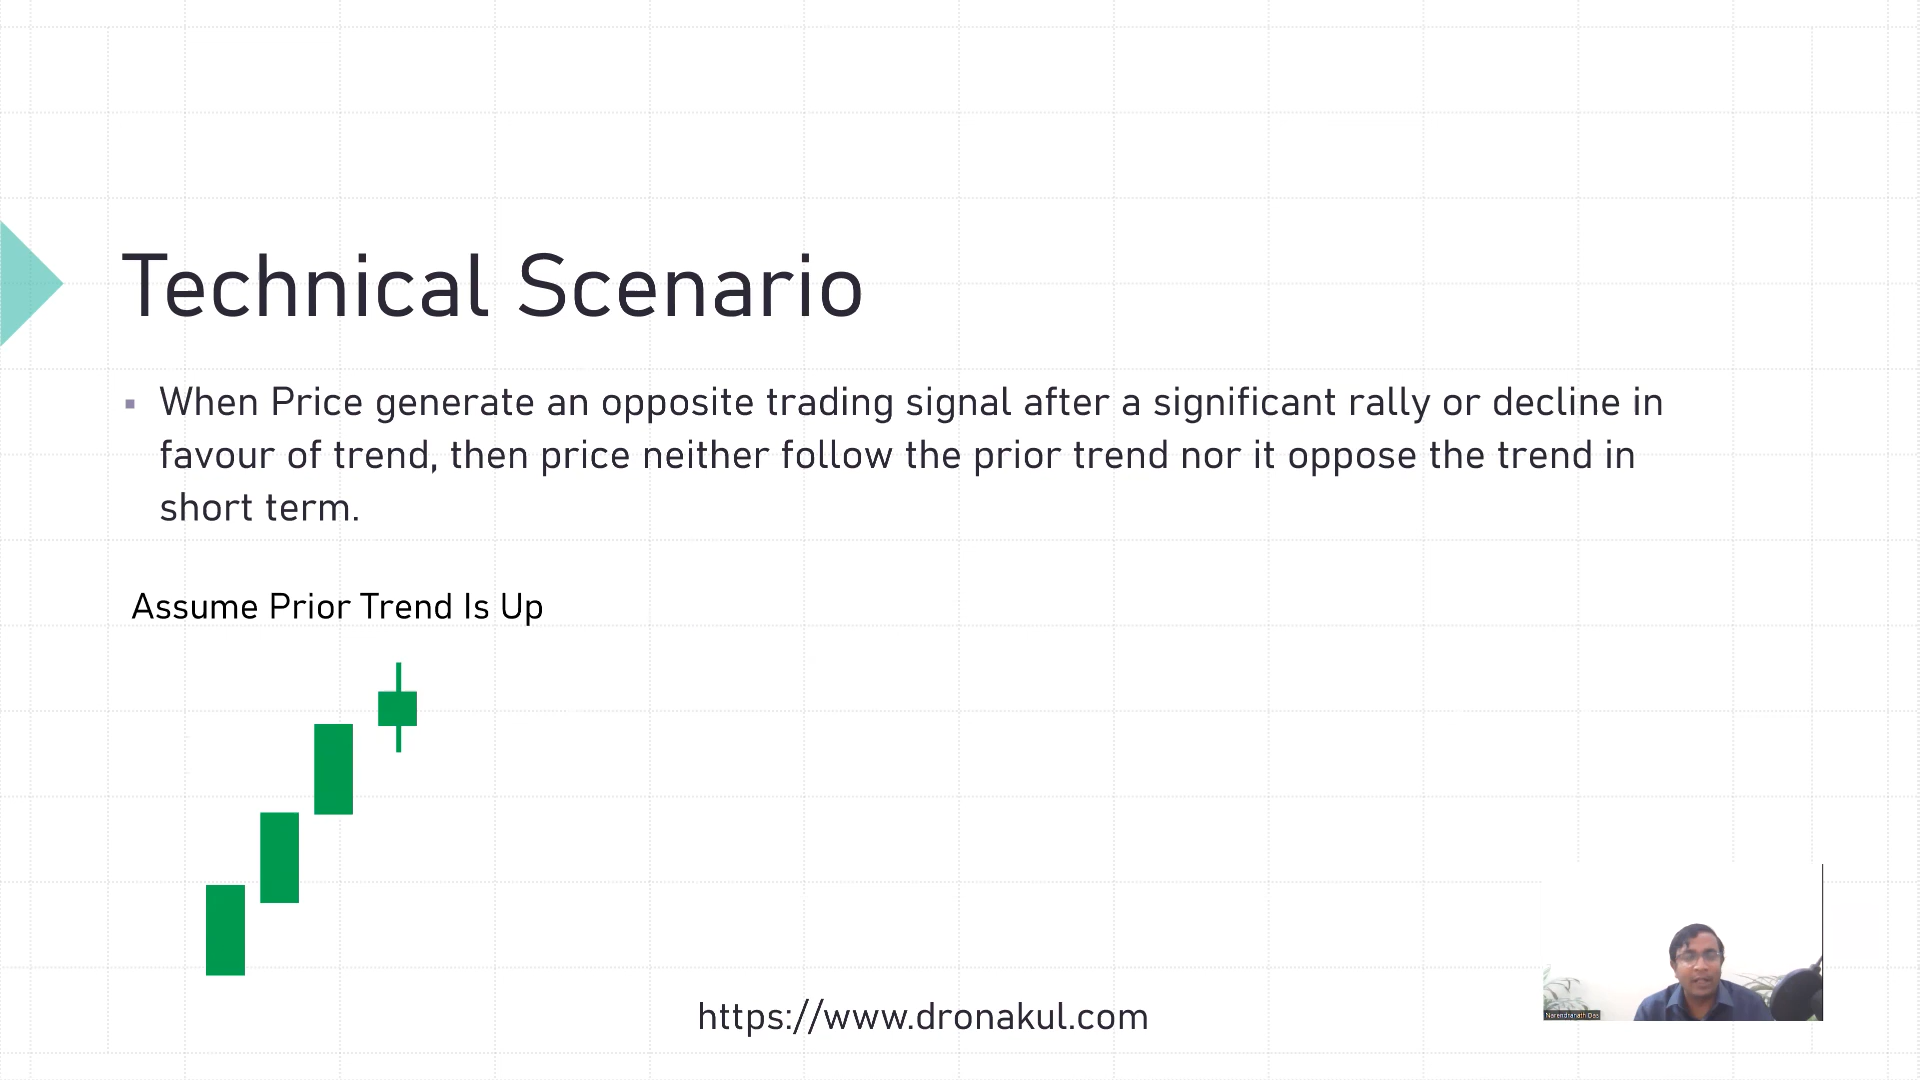 Technical Scenario
▪ When Price generate an opposite trading signal after a significant rally or decline in
favour of trend, then price neither follow the prior trend nor it oppose the trend in
short term.
Assume Prior Trend Is Up
https://www.dronakul.com
Narendranath Das